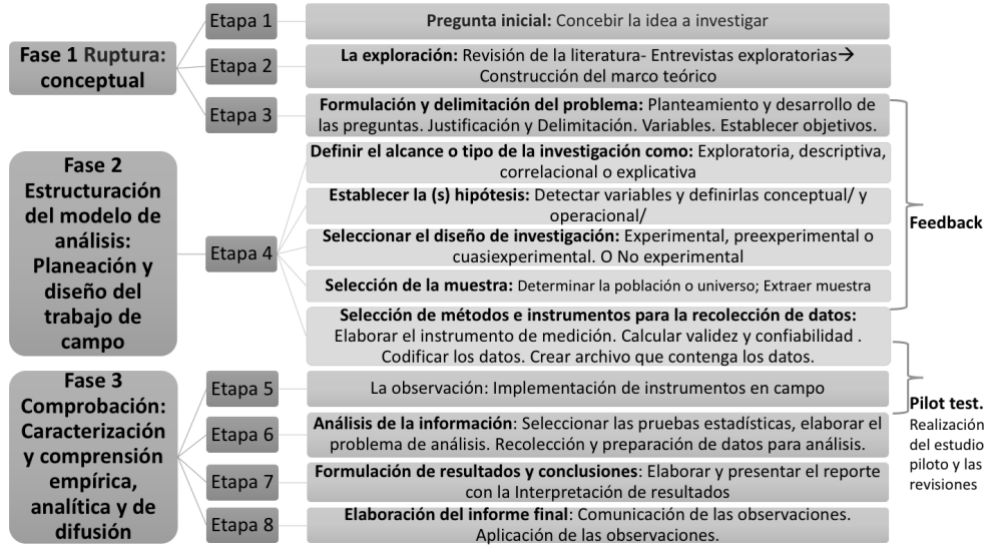 Fase 1 Ruptura:
conceptual
Etapa 1
Pregunta inicial: Concebir la idea a investigar
Etapa 2
La exploración: Revisión de la literatura- Entrevistas exploratorias→
Construcción del marco teórico
Etapa 3
Formulación y delimitación del problema: Planteamiento y desarrollo de
las preguntas. Justificación y Delimitación. Variables. Establecer objetivos.
Fase 2
Estructuración
del modelo de
análisis:
Planeación y
diseño del
trabajo de
campo
Etapa 4
Definir el alcance o tipo de la investigación como: Exploratoria, descriptiva,
correlacional o explicativa
Establecer la (s) hipótesis: Detectar variables y definirlas conceptual/ y
operacional/
Seleccionar el diseño de investigación: Experimental, preexperimental o
cuasiexperimental. O No experimental
Selección de la muestra: Determinar la población o universo; Extraer muestra
Selección de métodos e instrumentos para la recolección de datos:
Elaborar el instrumento de medición. Calcular validez y confiabilidad .
Codificar los datos. Crear archivo que contenga los datos.
Feedback
Fase 3
Comprobación:
Caracterización
y comprensión
empírica,
analítica y de
difusión
Etapa 5
La observación: Implementación de instrumentos en campo
Etapa 6
Análisis de la información: Seleccionar las pruebas estadísticas, elaborar el
problema de análisis. Recolección y preparación de datos para análisis.
Etapa 7
Formulación de resultados y conclusiones: Elaborar y presentar el reporte
con la Interpretación de resultados
Etapa 8
Elaboración del informe final: Comunicación de las observaciones.
Aplicación de las observaciones.
Pilot test.
Realización
del estudio
piloto y las
revisiones